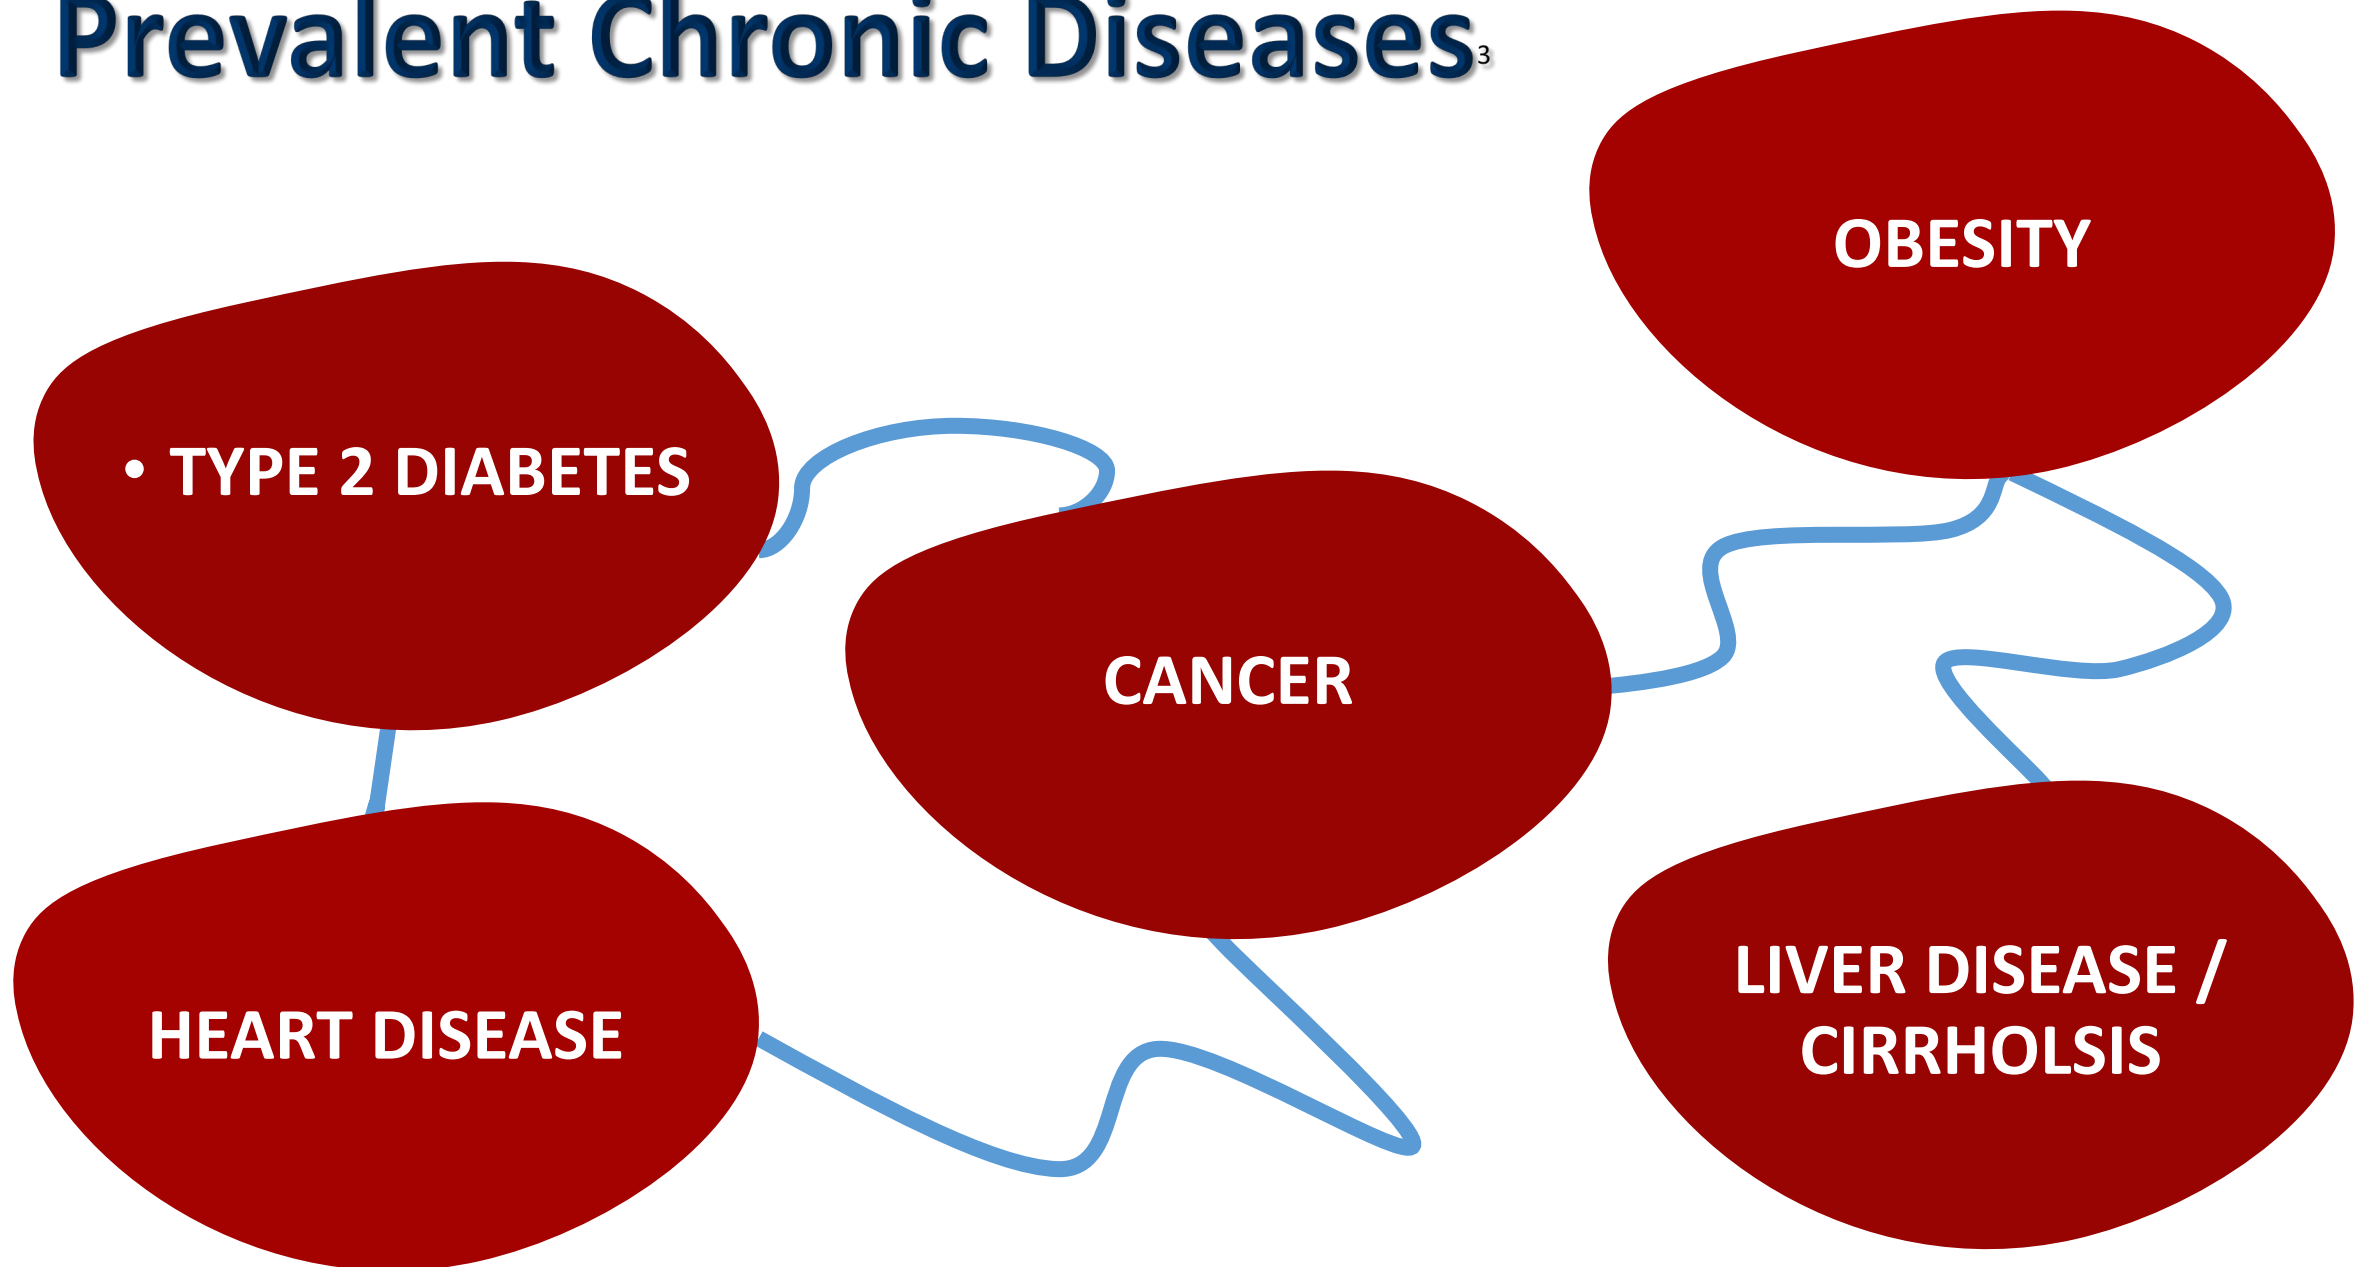 Prevalent Chronic Diseases3
OBESITY
• TYPE 2 DIABETES
CANCER
LIVER DISEASE /
CIRRHOLSIS
HEART DISEASE